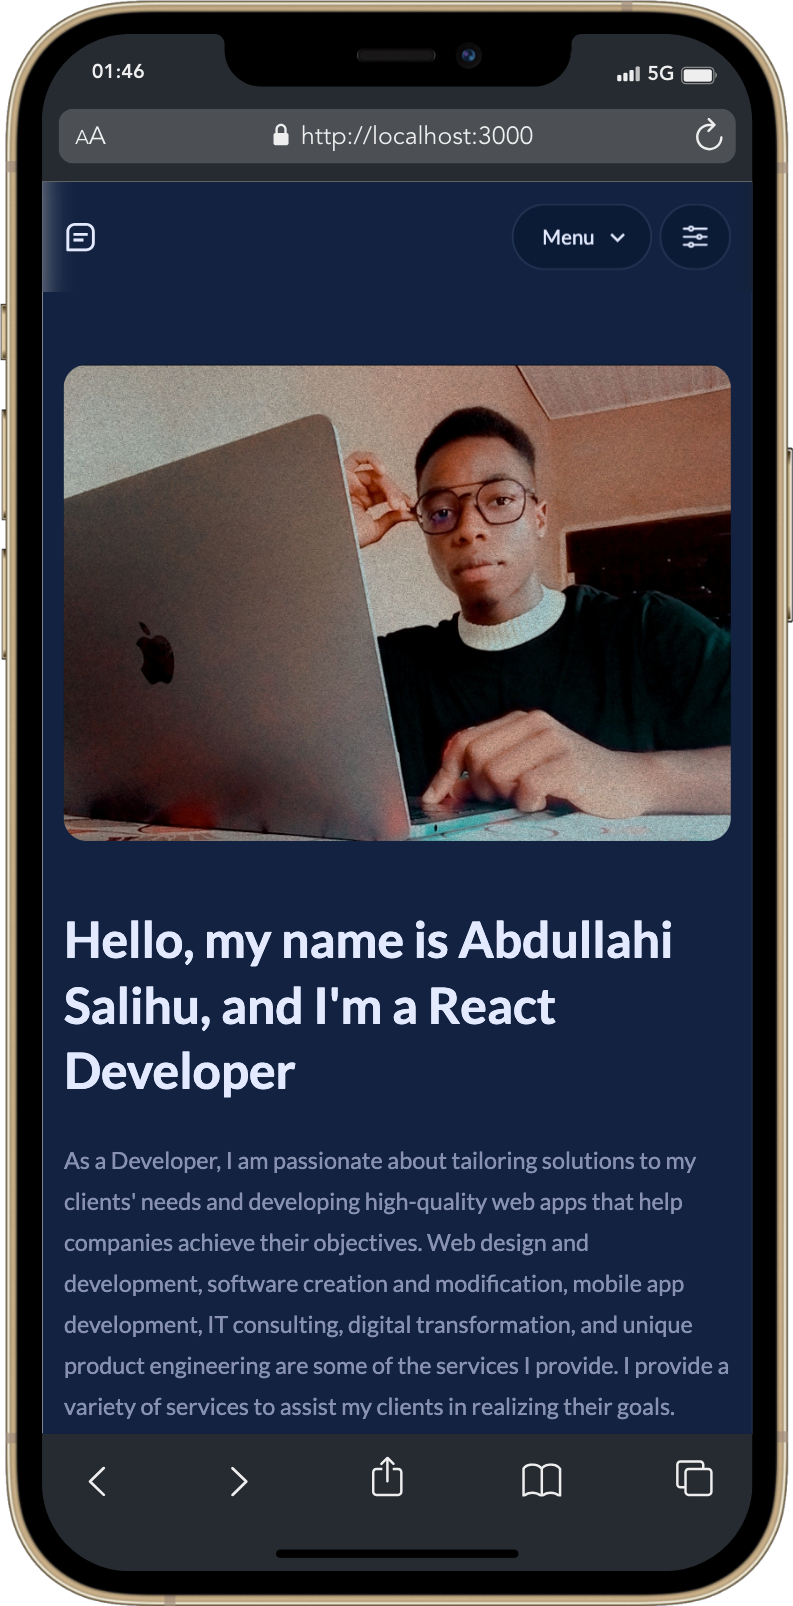 01:46
5G
AA
http://localhost:3000
Menu
Hello, my name is Abdullahi
Salihu, and I'm a React
Developer
As a Developer, I am passionate about tailoring solutions to my
clients' needs and developing high-quality web apps that help
companies achieve their objectives. Web design and
development, software creation and modification, mobile app
development, IT consulting, digital transformation, and unique
product engineering are some of the services I provide. I provide a
variety of services to assist my clients in realizing their goals.